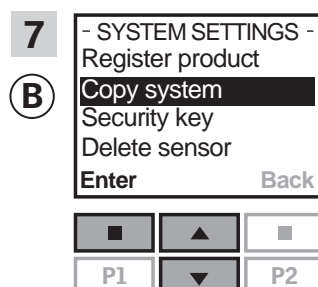 7
B
- SYSTEM SETTINGS -
Register product
Copy system
Security key
Delete sensor
Enter Back
P1 P2